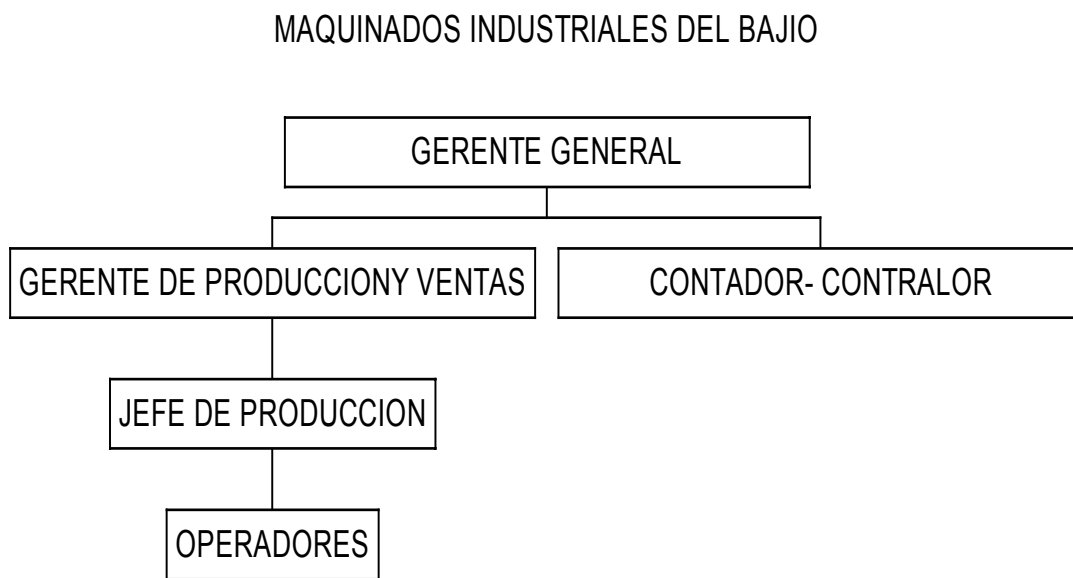 MAQUINADOS INDUSTRIALES DEL BAJIO
GERENTE GENERAL
GERENTE DE PRODUCCIONY VENTAS
CONTADOR- CONTRALOR
JEFE DE PRODUCCION
OPERADORES